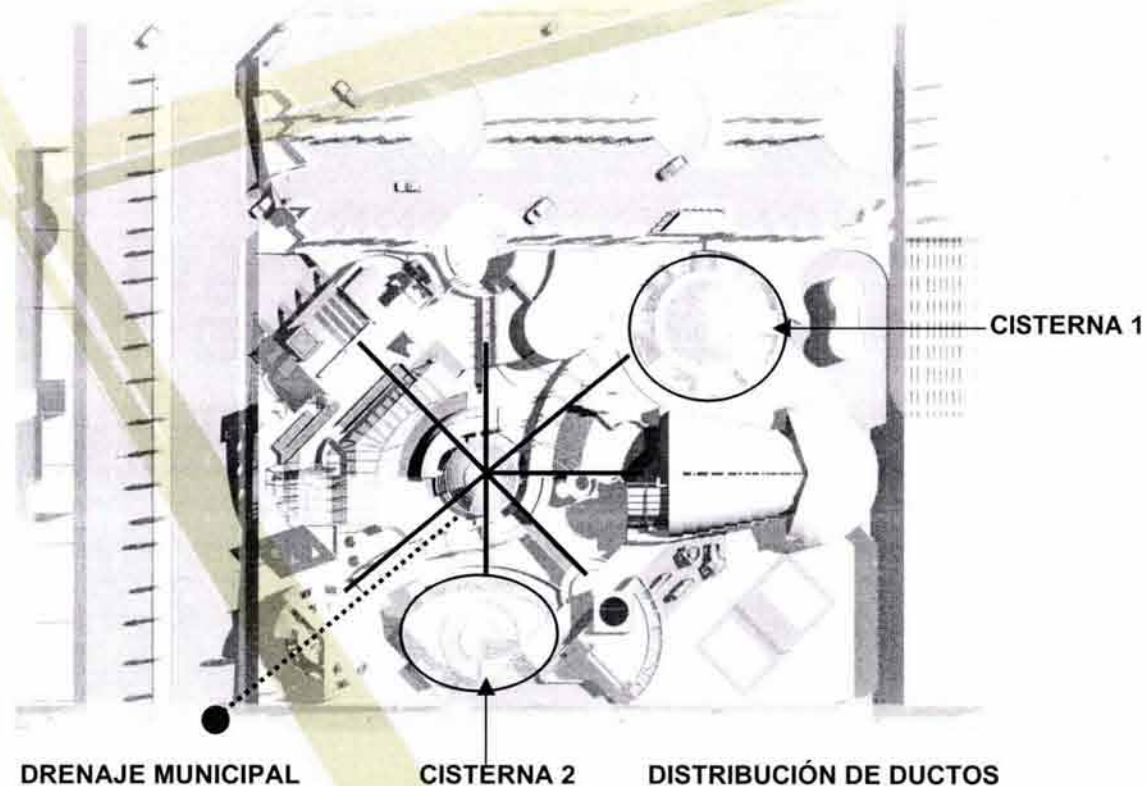 CISTERNA 1
DRENAJE MUNICIPAL
CISTERNA 2
DISTRIBUCIÓN DE DUCTOS